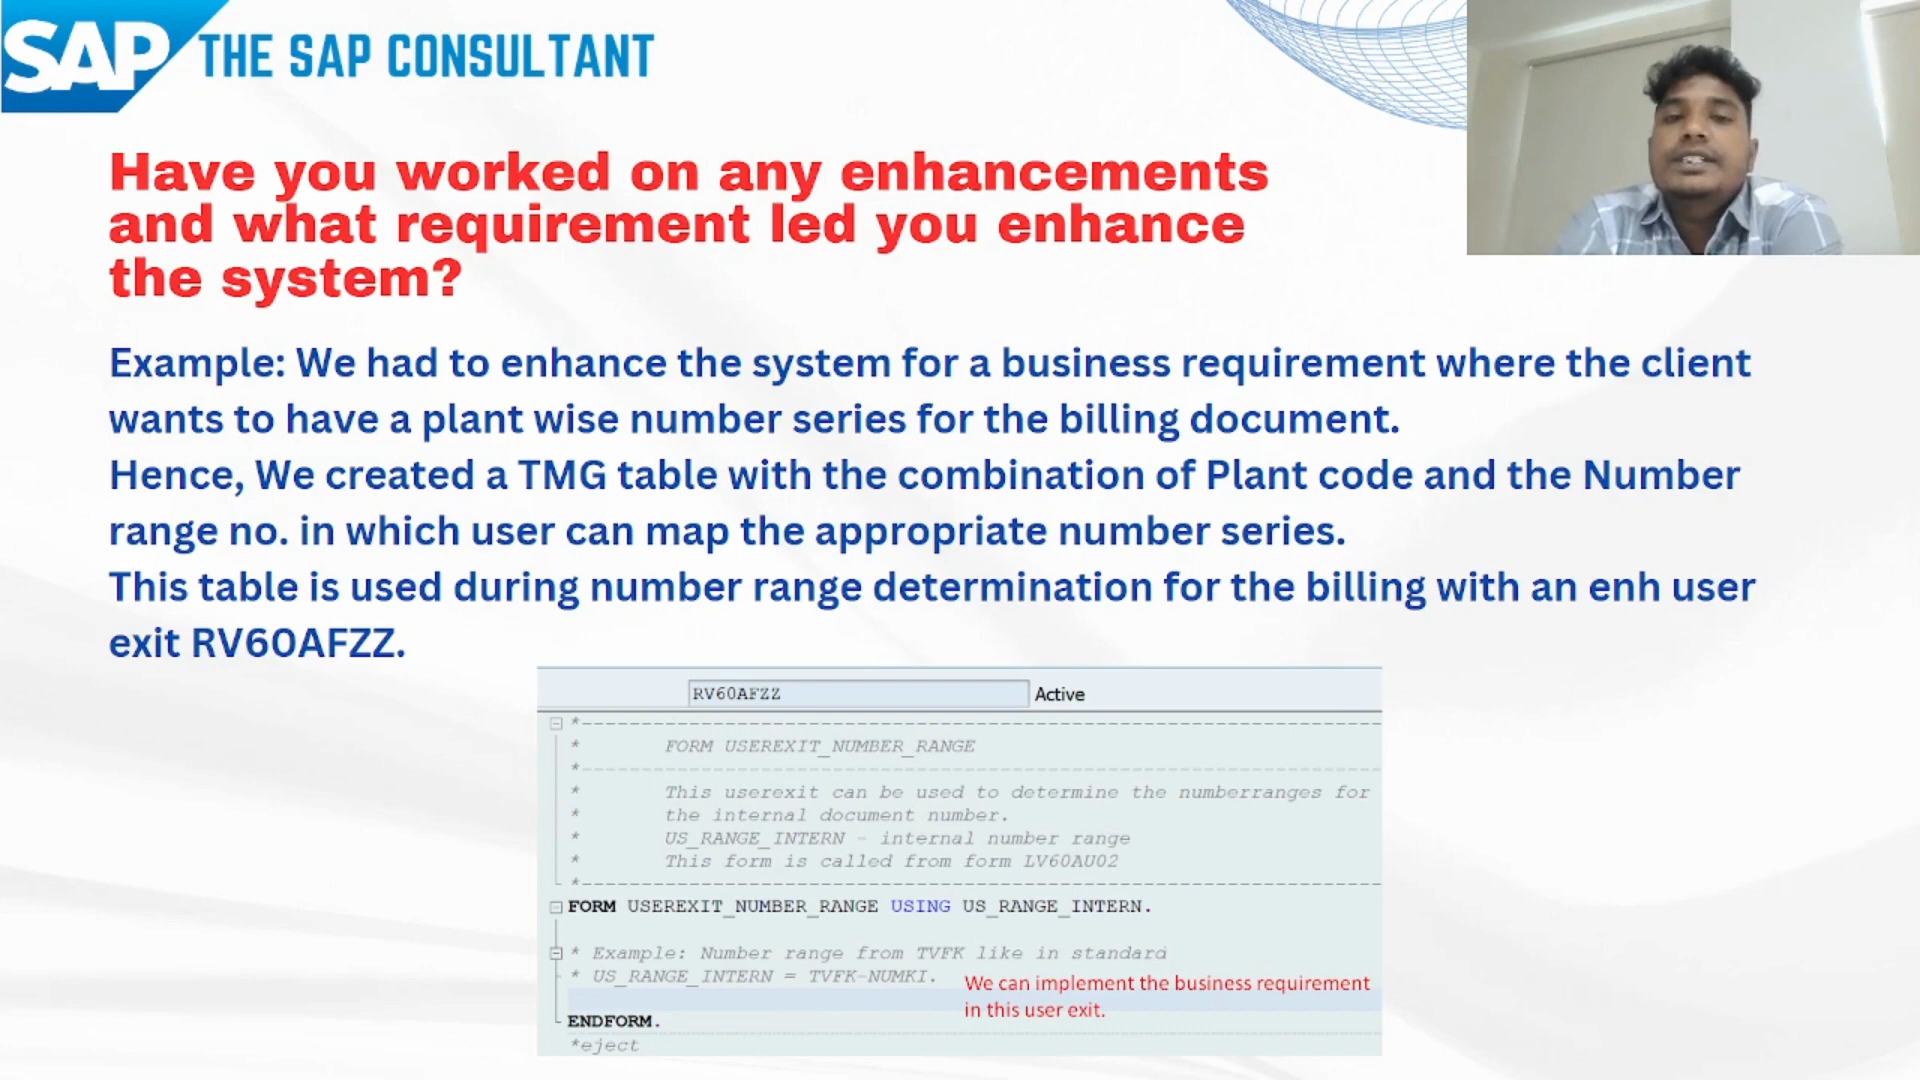 SAP THE SAP CONSULTANT
Have you worked on any enhancements
and what requirement led you enhance
the system?
Example: We had to enhance the system for a business requirement where the client
wants to have a plant wise number series for the billing document.
Hence, We created a TMG table with the combination of Plant code and the Number
range no. in which user can map the appropriate number series.
This table is used during number range determination for the billing with an enh user
exit RV60AFZZ.
RV60AFZZ Active
*---------------------------------------------------------------------
* FORM USEREXIT_NUMBER_RANGE
*---------------------------------------------------------------------
* This userexit can be used to determine the numberranges for
* the internal document number.
* US_RANGE_INTERN - internal number range
* This form is called from form LV60AU02
*---------------------------------------------------------------------
FORM USEREXIT_NUMBER_RANGE USING US_RANGE_INTERN.
* Example: Number range from TVFK like in standard
* US_RANGE_INTERN = TVFK-NUMKI.
We can implement the business requirement
in this user exit.
ENDFORM.
*eject